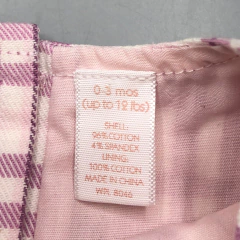 0-3 mos
(up to 12 lbs)
SHELL:
96% COTTON
4% SPANDEX
LINING:
100% COTTON
MADE IN CHINA
WPL 8046